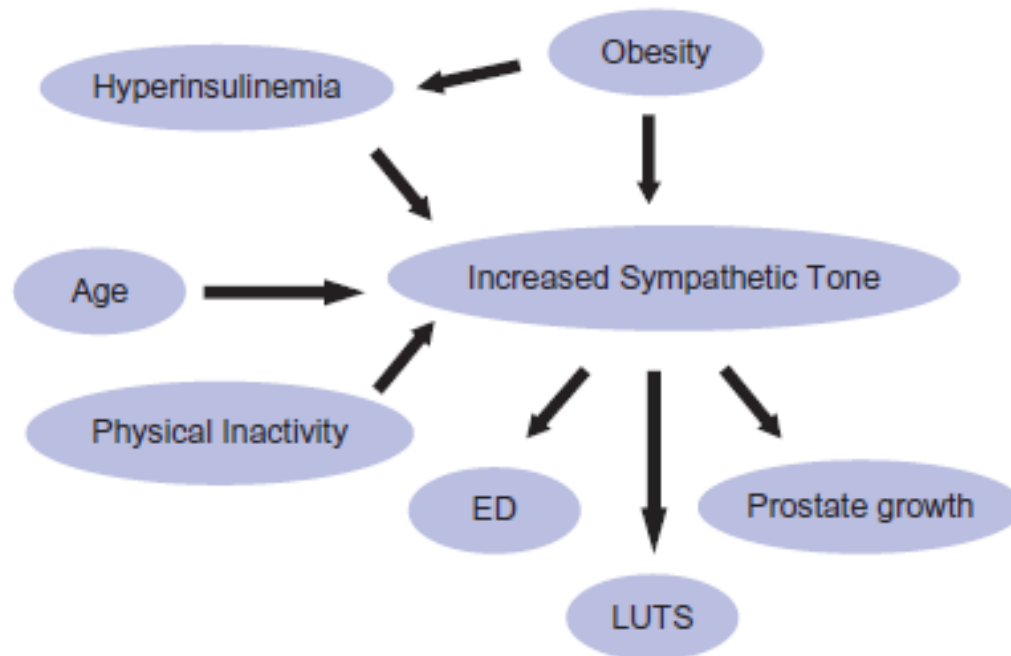 Obesity
Hyperinsulinemia
Increased Sympathetic Tone
Age
Physical Inactivity
ED
Prostate growth
LUTS